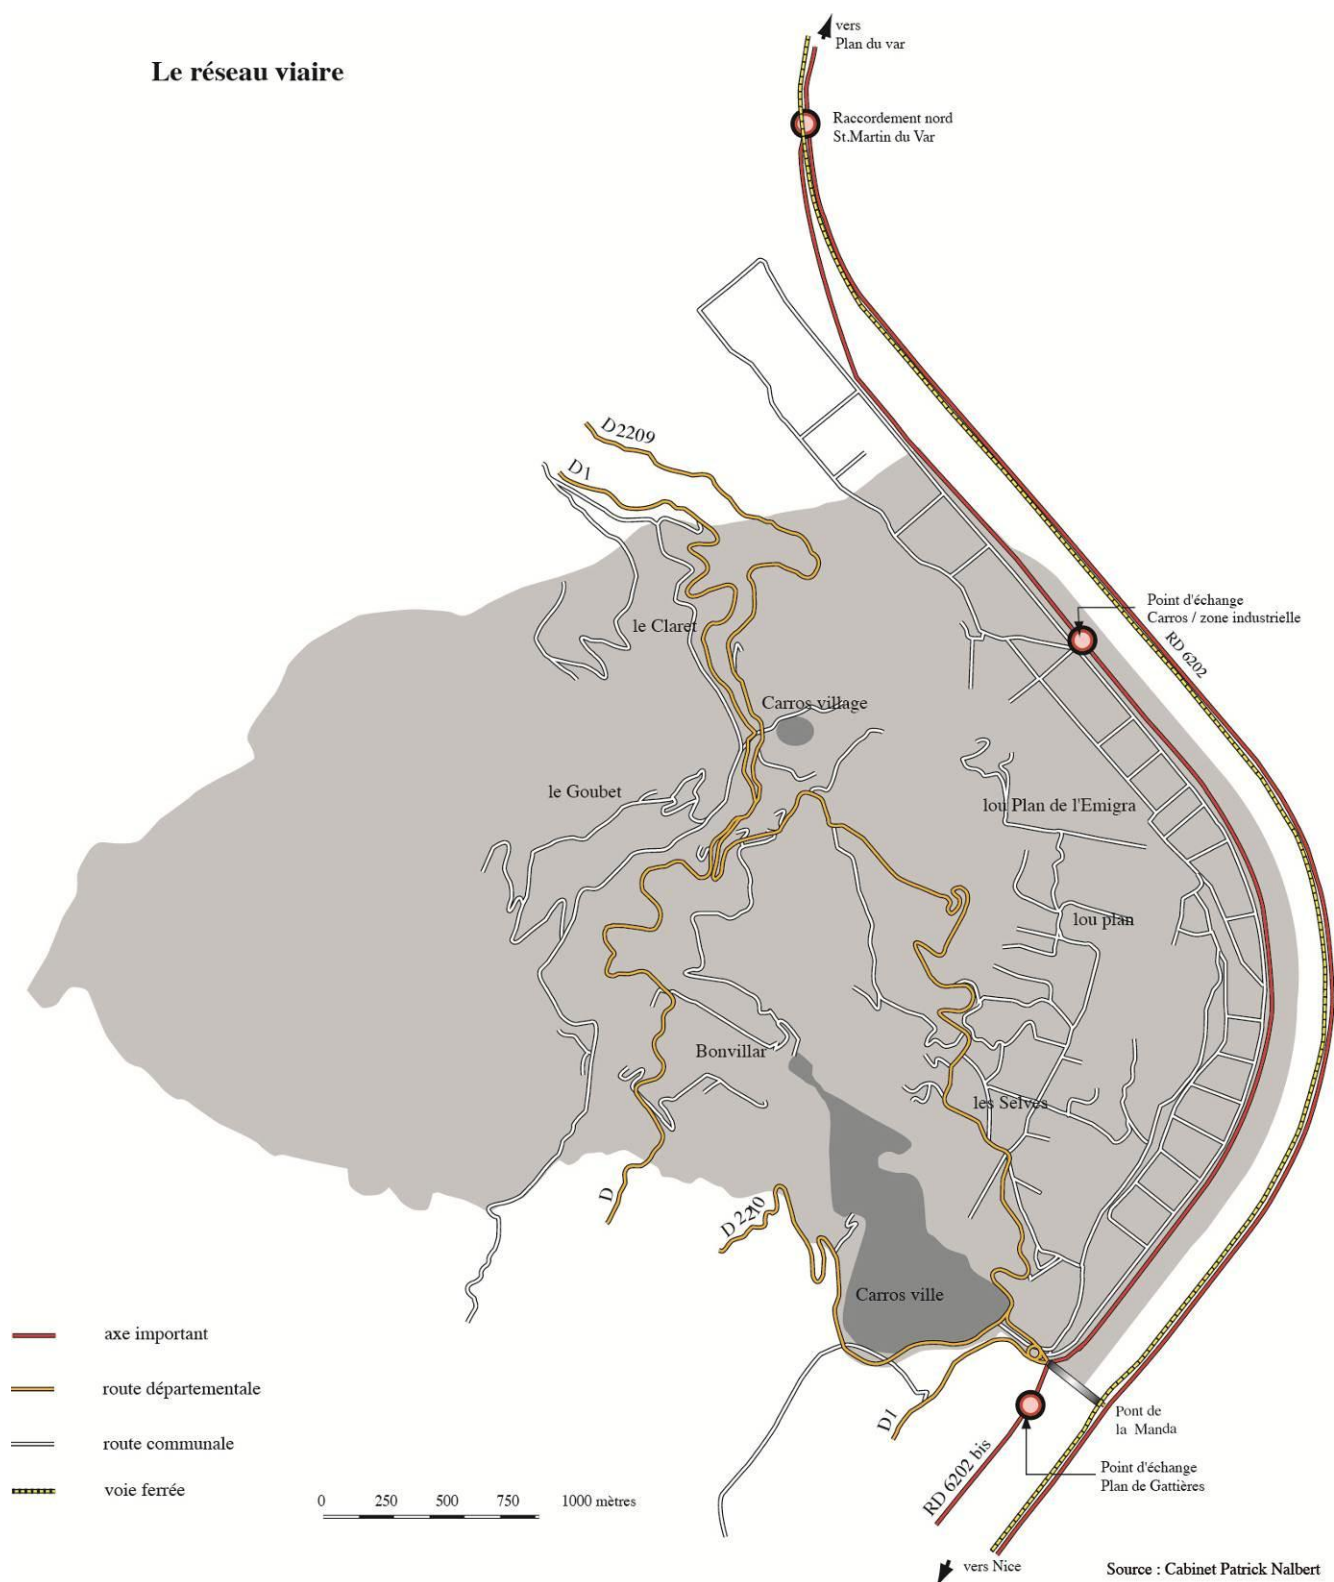 Le réseau viaire
vers
Plan du var
Raccordement nord
St.Martin du Var
D2209
D1
Point d'échange
Carros / zone industrielle
RD 6202
le Claret
Carros village
le Goubet
lou Plan de l'Emigra
lou plan
Bonvillar
les Selves
D
D 2210
Carros ville
axe important
route départementale
route communale
voie ferrée
D1
Pont de
la Manda
RD 6202 bis
Point d'échange
Plan de Gattières
0 250 500 750 1000 mètres
vers Nice
Source : Cabinet Patrick Nalbert